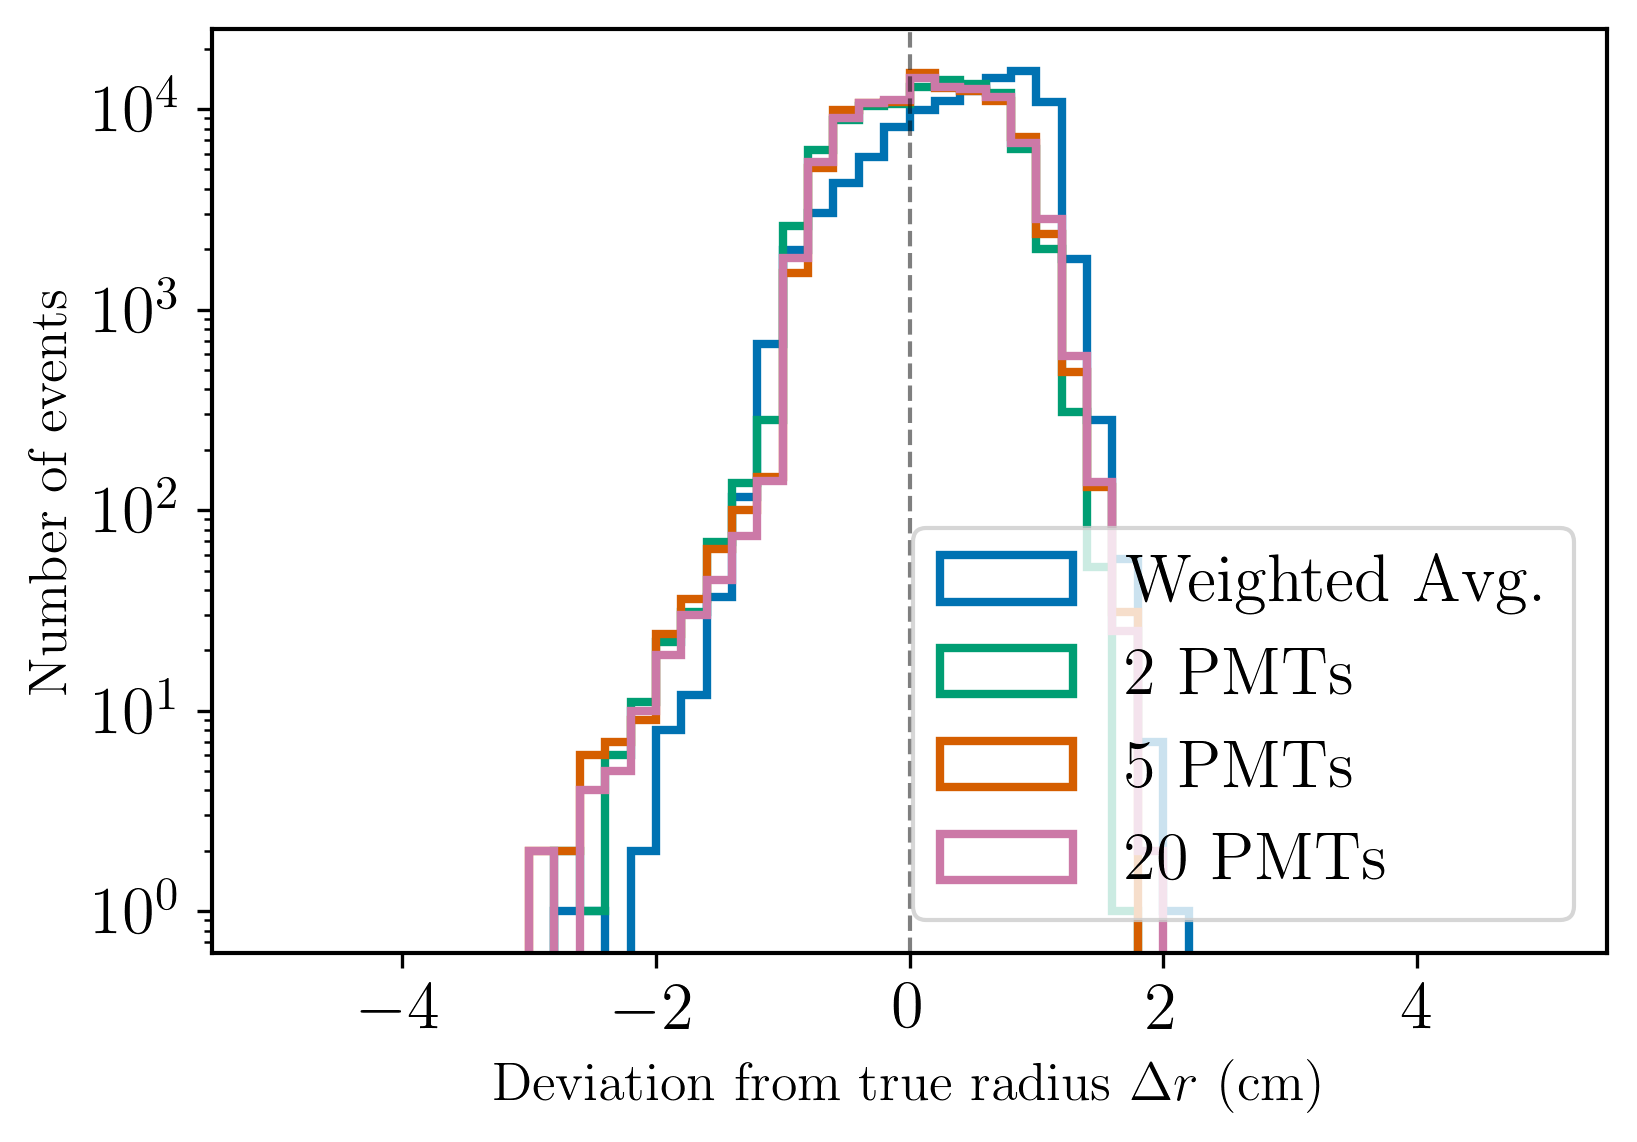 Number of events
10⁴
10³
10²
10¹
10⁰
Weighted Avg.
2 PMTs
5 PMTs
20 PMTs
−4 −2 0 2 4
Deviation from true radius Δr (cm)